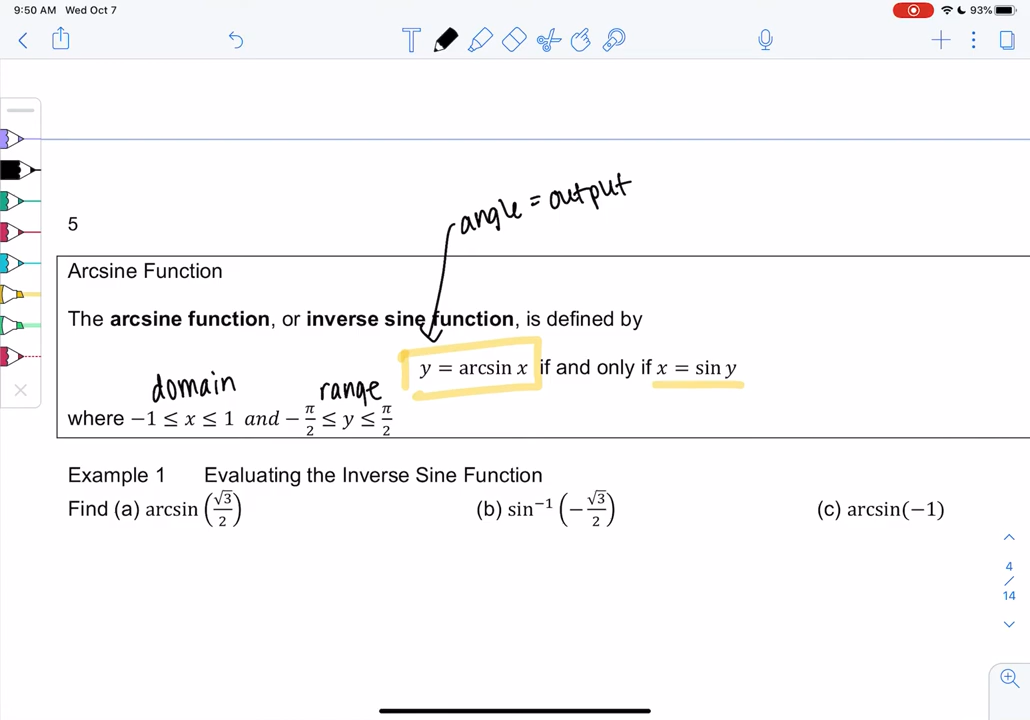 9:50 AM Wed Oct 7
93%
T
angle = output
5
Arcsine Function
The arcsine function, or inverse sine function, is defined by
y = arcsin x if and only if x = sin y
domain range
where −1 ≤ x ≤ 1 and − π/2 ≤ y ≤ π/2
Example 1 Evaluating the Inverse Sine Function
Find (a) arcsin (√3/2) (b) sin⁻¹ (−√3/2) (c) arcsin(−1)
4
/
14